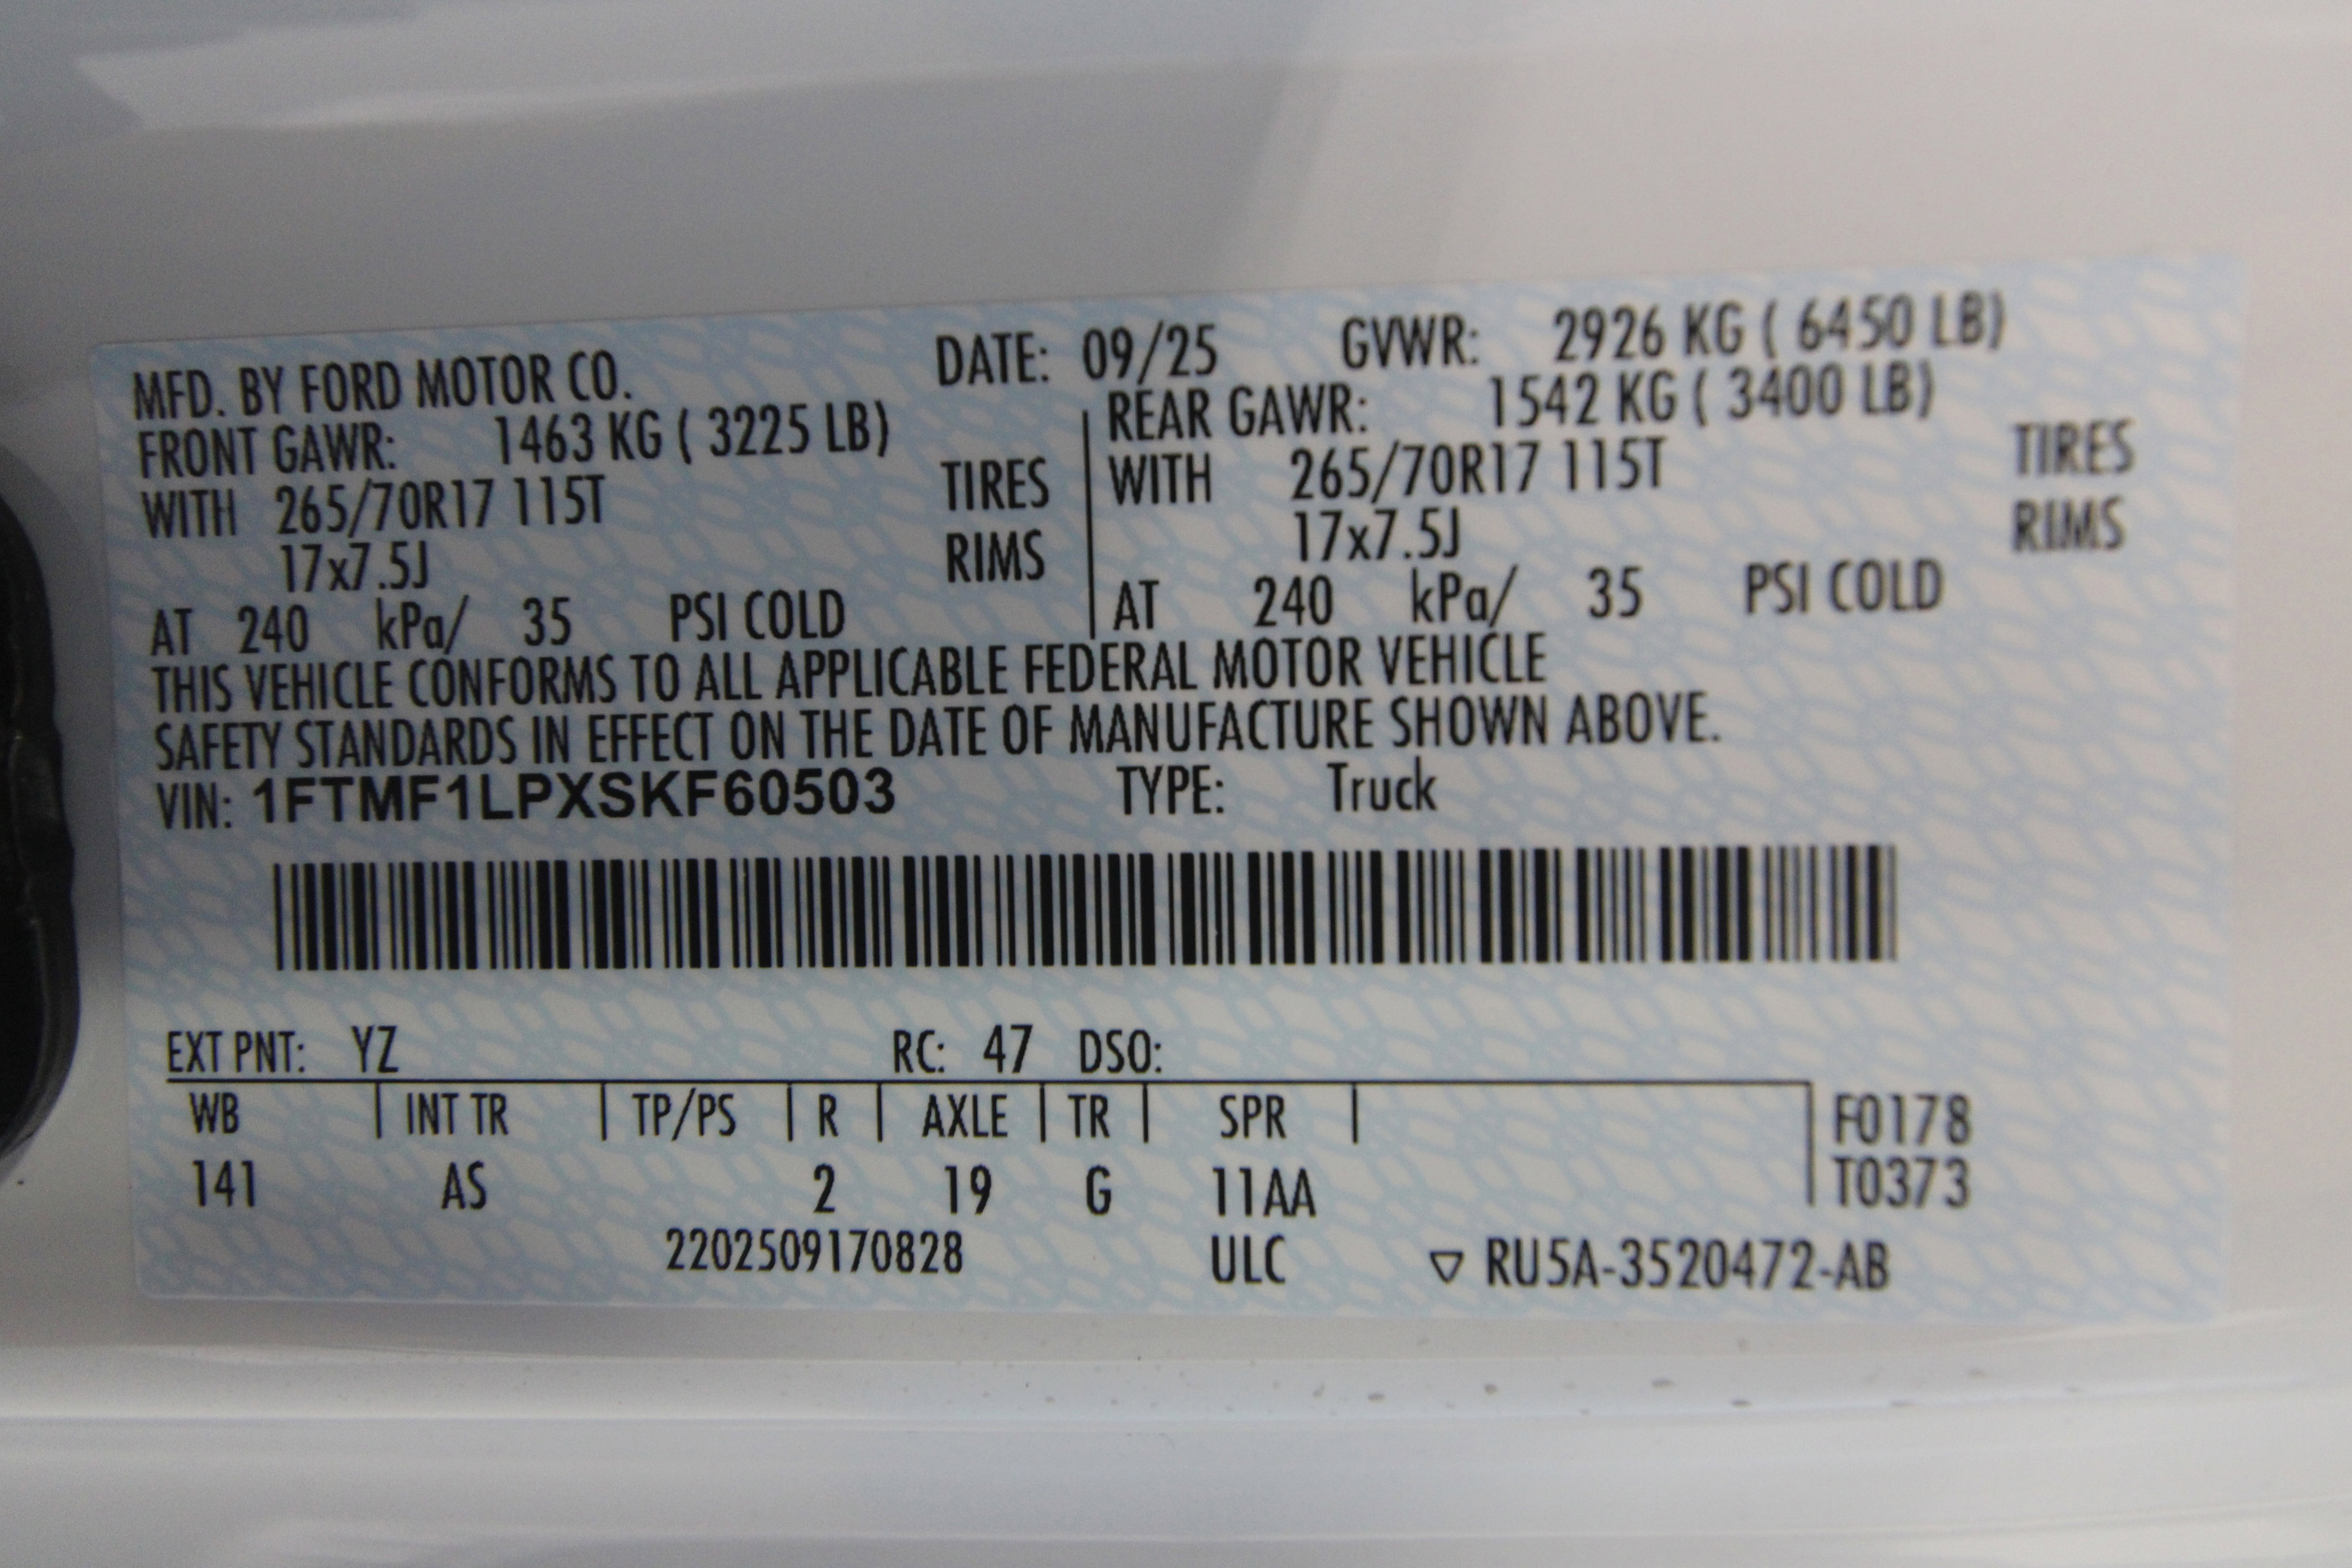 MFD. BY FORD MOTOR CO. DATE: 09/25 GVWR: 2926 KG ( 6450 LB)
FRONT GAWR: 1463 KG ( 3225 LB) REAR GAWR: 1542 KG ( 3400 LB)
WITH 265/70R17 115T TIRES WITH 265/70R17 115T TIRES
17x7.5J RIMS 17x7.5J RIMS
AT 240 kPa/ 35 PSI COLD AT 240 kPa/ 35 PSI COLD
THIS VEHICLE CONFORMS TO ALL APPLICABLE FEDERAL MOTOR VEHICLE
SAFETY STANDARDS IN EFFECT ON THE DATE OF MANUFACTURE SHOWN ABOVE.
VIN: 1FTMF1LPXSKF60503 TYPE: Truck
EXT PNT: YZ RC: 47 DSO:
WB | INT TR | TP/PS | R | AXLE | TR | SPR | F0178
141 AS 2 19 G 11AA T0373
2202509170828 ULC ▽ RU5A-3520472-AB